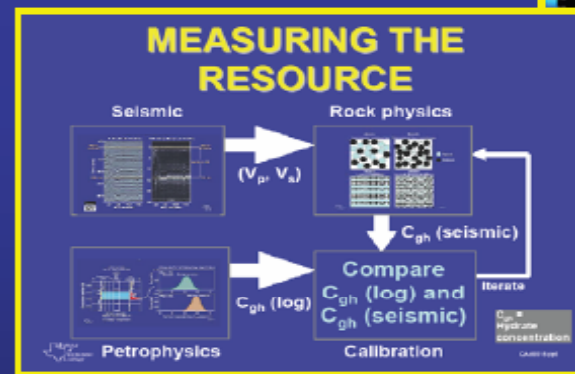 MEASURING THE
RESOURCE
Seismic
Rock physics
(Vp, Vs)
Cgh (seismic)
Cgh (log)
Compare
Cgh (log) and
Cgh (seismic)
Iterate
Cgh =
Hydrate
concentration
Petrophysics
Calibration